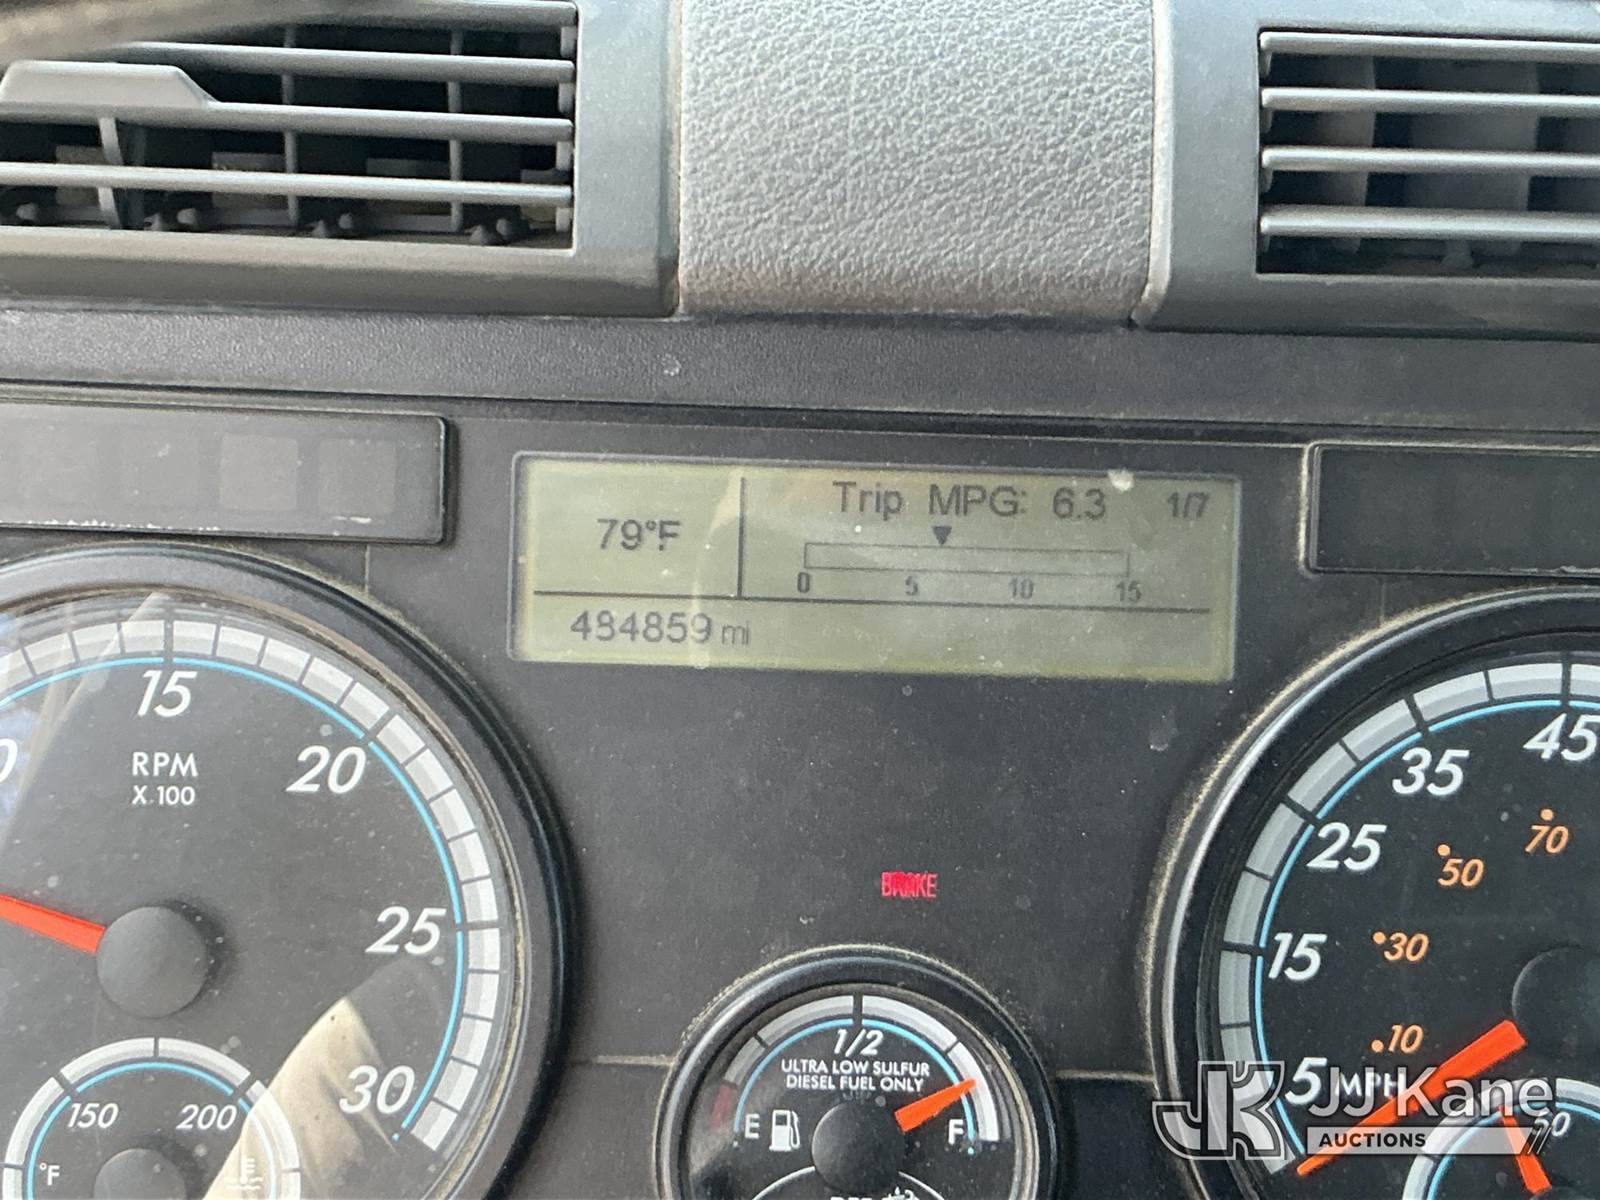 Trip MPG: 6.3 1/7
79°F
0 5 10 15
484859 mi
15
20
25
30
RPM
X 100
150 200
°F
BRAKE
1/2
ULTRA LOW SULFUR
DIESEL FUEL ONLY
E F
45
35
25
15
5
MPH
70
50
30
10
JK JJ Kane
AUCTIONS